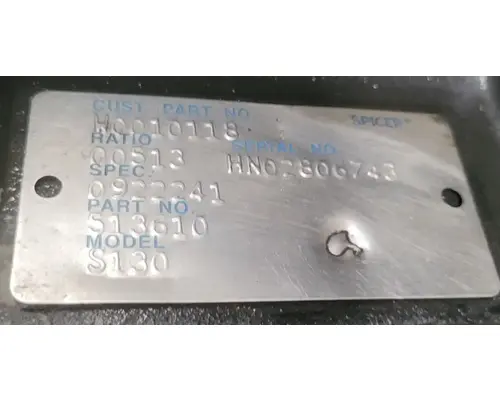 CUST. PART NO. SPICER®
H0010118
RATIO SERIAL NO.
00513 HN02806743
SPEC.
0922241
PART NO.
S13610
MODEL
S130